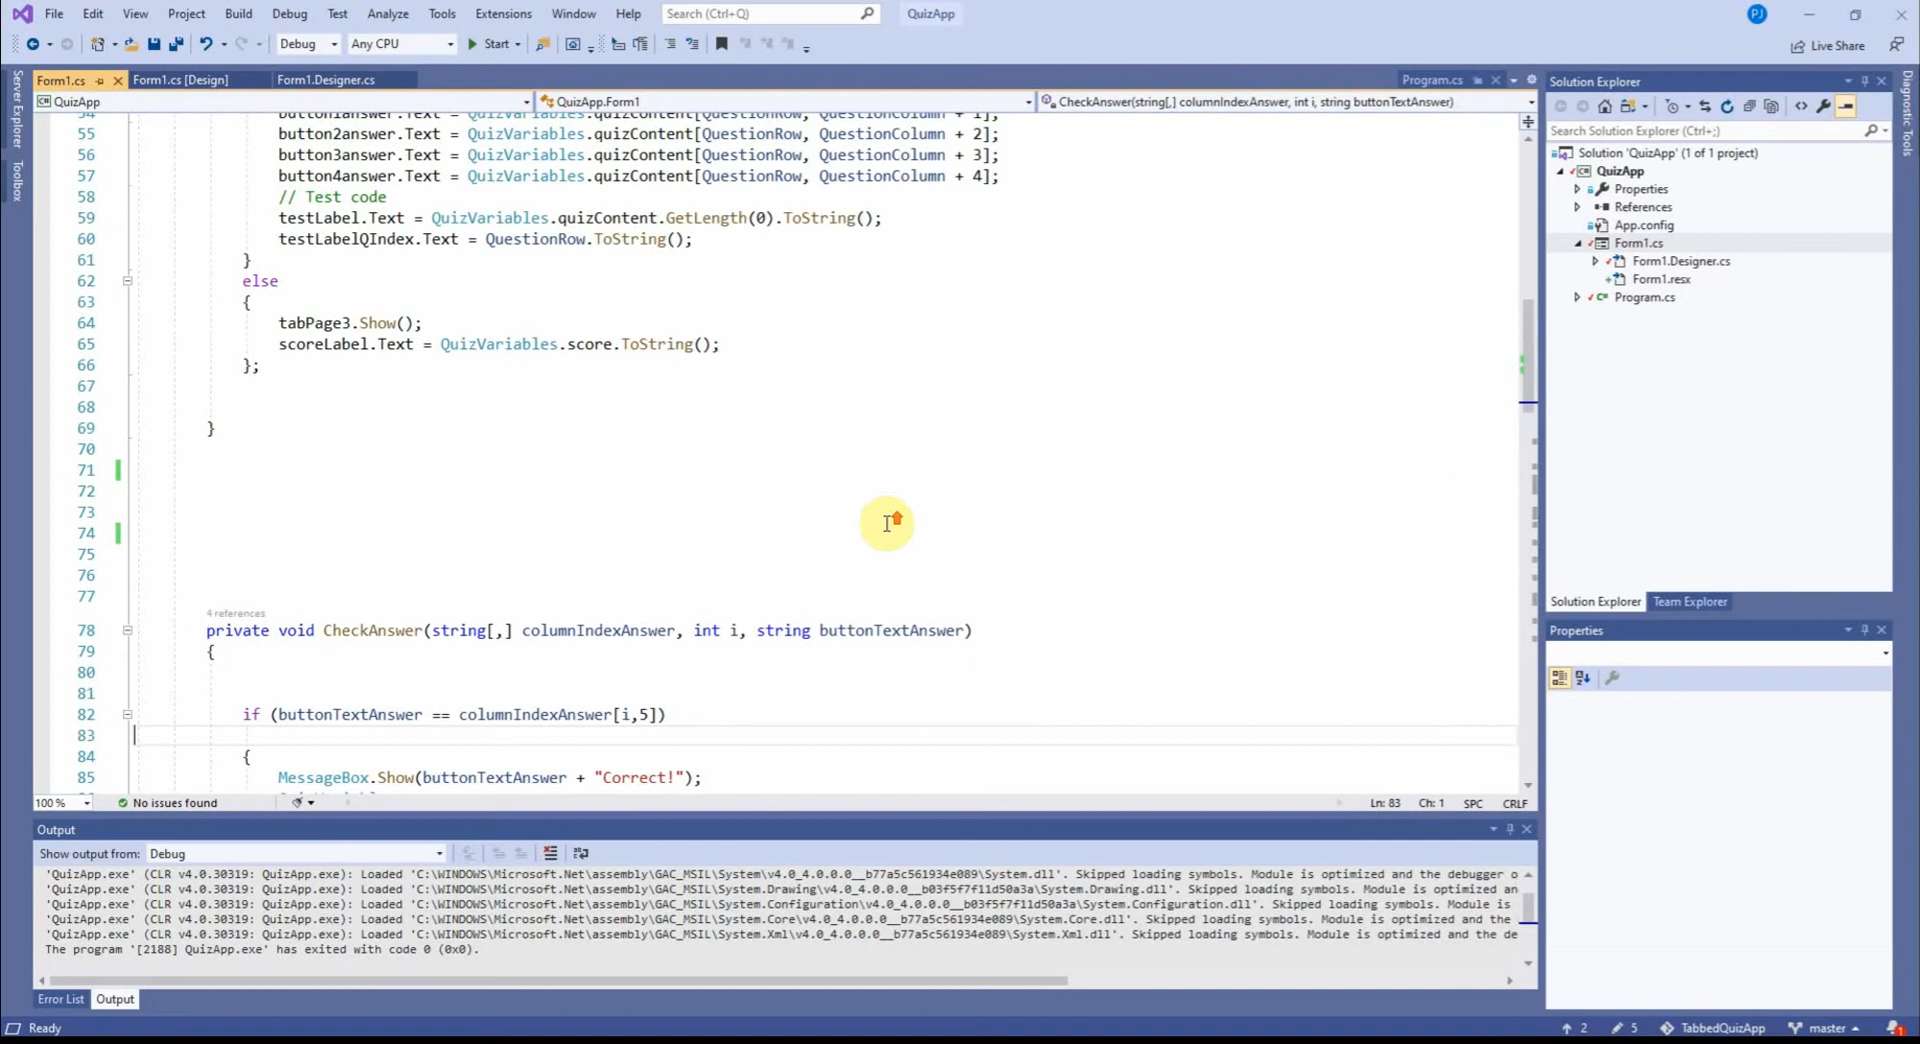 File Edit View Project Build Debug Test Analyze Tools Extensions Window Help Search (Ctrl+Q) QuizApp PJ
Debug Any CPU Start Live Share
Form1.cs Form1.cs [Design] Form1.Designer.cs Program.cs
QuizApp QuizApp.Form1 CheckAnswer(string[,] columnIndexAnswer, int i, string buttonTextAnswer)
Server Explorer
Toolbox
54 button1answer.Text = QuizVariables.quizContent[QuestionRow, QuestionColumn + 1];
55 button2answer.Text = QuizVariables.quizContent[QuestionRow, QuestionColumn + 2];
56 button3answer.Text = QuizVariables.quizContent[QuestionRow, QuestionColumn + 3];
57 button4answer.Text = QuizVariables.quizContent[QuestionRow, QuestionColumn + 4];
58 // Test code
59 testLabel.Text = QuizVariables.quizContent.GetLength(0).ToString();
60 testLabelQIndex.Text = QuestionRow.ToString();
61 }
62 else
63 {
64 tabPage3.Show();
65 scoreLabel.Text = QuizVariables.score.ToString();
66 };
67
68
69 }
70
71
72
73
74
75
76
77
4 references
78 private void CheckAnswer(string[,] columnIndexAnswer, int i, string buttonTextAnswer)
79 {
80
81
82 if (buttonTextAnswer == columnIndexAnswer[i,5])
83
84 {
85 MessageBox.Show(buttonTextAnswer + "Correct!");
100 % No issues found Ln: 83 Ch: 1 SPC CRLF
Output
Show output from: Debug
'QuizApp.exe' (CLR v4.0.30319: QuizApp.exe): Loaded 'C:\WINDOWS\Microsoft.Net\assembly\GAC_MSIL\System\v4.0_4.0.0.0__b77a5c561934e089\System.dll'. Skipped loading symbols. Module is optimized and the debugger o
'QuizApp.exe' (CLR v4.0.30319: QuizApp.exe): Loaded 'C:\WINDOWS\Microsoft.Net\assembly\GAC_MSIL\System.Drawing\v4.0_4.0.0.0__b03f5f7f11d50a3a\System.Drawing.dll'. Skipped loading symbols. Module is optimized an
'QuizApp.exe' (CLR v4.0.30319: QuizApp.exe): Loaded 'C:\WINDOWS\Microsoft.Net\assembly\GAC_MSIL\System.Configuration\v4.0_4.0.0.0__b03f5f7f11d50a3a\System.Configuration.dll'. Skipped loading symbols. Module is
'QuizApp.exe' (CLR v4.0.30319: QuizApp.exe): Loaded 'C:\WINDOWS\Microsoft.Net\assembly\GAC_MSIL\System.Core\v4.0_4.0.0.0__b77a5c561934e089\System.Core.dll'. Skipped loading symbols. Module is optimized and the
'QuizApp.exe' (CLR v4.0.30319: QuizApp.exe): Loaded 'C:\WINDOWS\Microsoft.Net\assembly\GAC_MSIL\System.Xml\v4.0_4.0.0.0__b77a5c561934e089\System.Xml.dll'. Skipped loading symbols. Module is optimized and the de
The program '[2188] QuizApp.exe' has exited with code 0 (0x0).
Error List Output
Solution Explorer
Search Solution Explorer (Ctrl+;)
Solution 'QuizApp' (1 of 1 project)
QuizApp
Properties
References
App.config
Form1.cs
Form1.Designer.cs
Form1.resx
Program.cs
Solution Explorer Team Explorer
Properties
Diagnostic Tools
Ready 2 5 TabbedQuizApp master 1